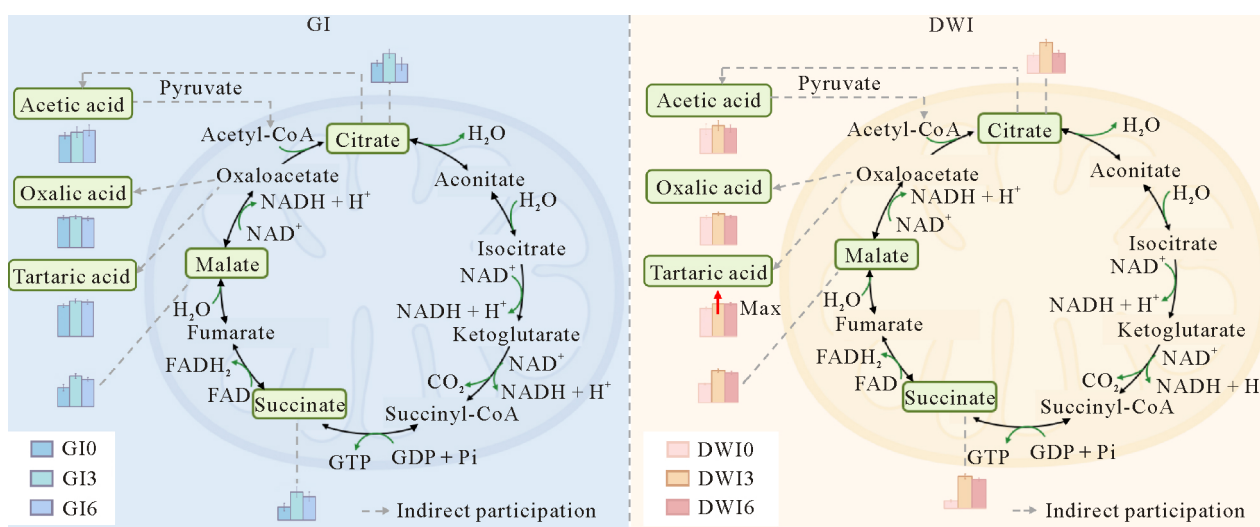 GI
Pyruvate
Acetic acid
Acetyl-CoA
Citrate
H₂O
Oxalic acid
Oxaloacetate
Aconitate
NADH + H⁺
H₂O
NAD⁺
Isocitrate
Tartaric acid
Malate
NAD⁺
H₂O
NADH + H⁺
Fumarate
Ketoglutarate
FADH₂
NAD⁺
FAD
CO₂
NADH + H⁺
Succinate
Succinyl-CoA
GTP
GDP + Pi
GI0
GI3
GI6
Indirect participation
DWI
Pyruvate
Acetic acid
Acetyl-CoA
Citrate
H₂O
Oxalic acid
Oxaloacetate
Aconitate
NADH + H⁺
H₂O
NAD⁺
Isocitrate
Tartaric acid
Malate
NAD⁺
H₂O
Max
NADH + H⁺
Fumarate
Ketoglutarate
FADH₂
NAD⁺
FAD
CO₂
NADH + H
Succinate
Succinyl-CoA
GTP
GDP + Pi
DWI0
DWI3
DWI6
Indirect participation